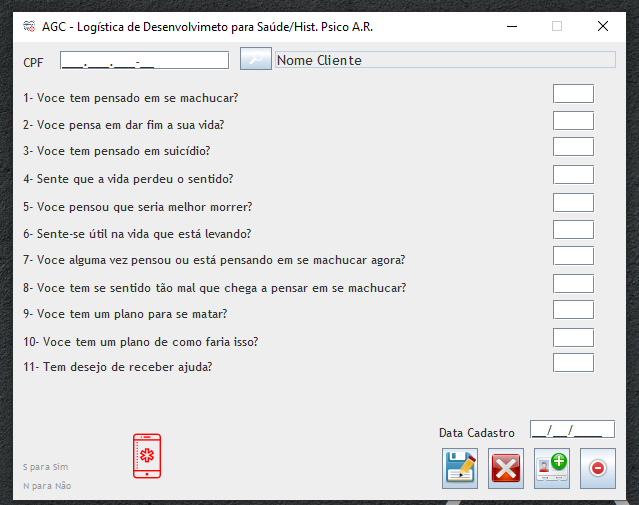 AGC - Logística de Desenvolvimeto para Saúde/Hist. Psico A.R.
CPF ___.___.___-__ Nome Cliente
1- Voce tem pensado em se machucar?
2- Voce pensa em dar fim a sua vida?
3- Voce tem pensado em suicídio?
4- Sente que a vida perdeu o sentido?
5- Voce pensou que seria melhor morrer?
6- Sente-se útil na vida que está levando?
7- Voce alguma vez pensou ou está pensando em se machucar agora?
8- Voce tem se sentido tão mal que chega a pensar em se machucar?
9- Voce tem um plano para se matar?
10- Voce tem um plano de como faria isso?
11- Tem desejo de receber ajuda?
Data Cadastro __/__/____
S para Sim
N para Não